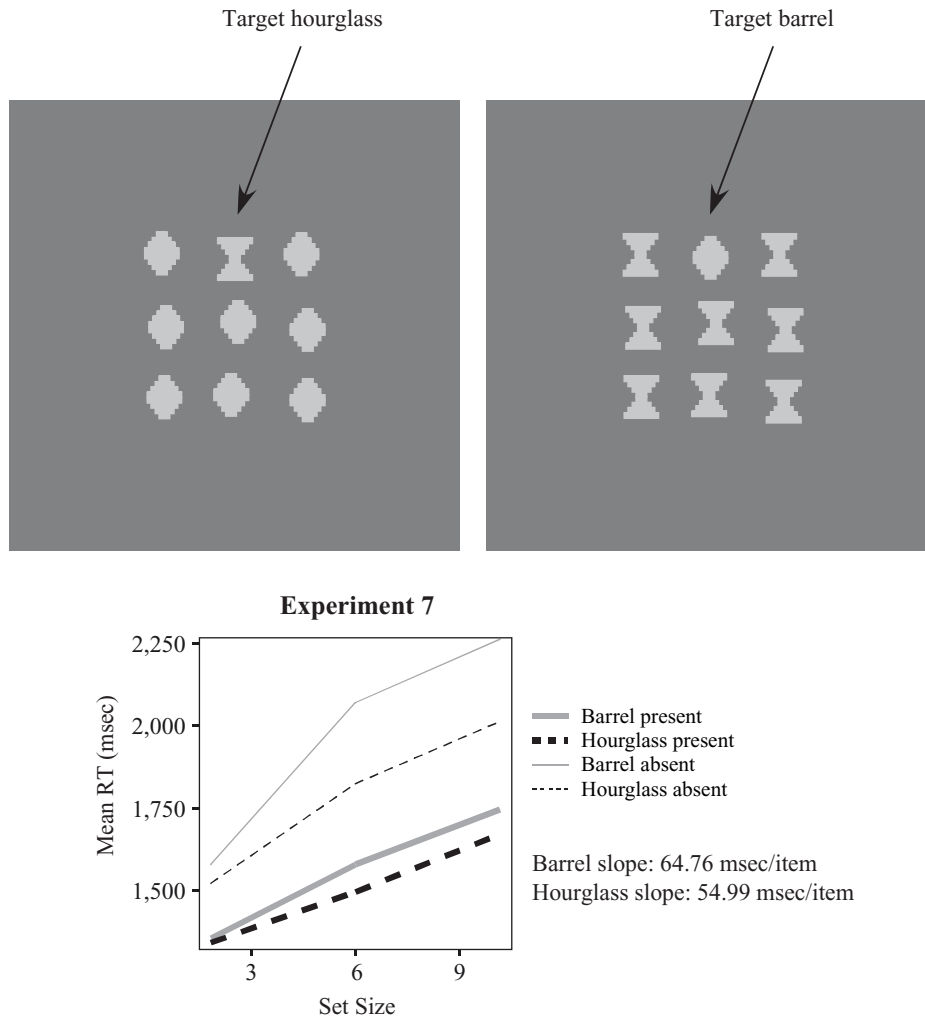 Target hourglass
Target barrel
Experiment 7
2,250
2,000
1,750
1,500
Mean RT (msec)
3 6 9
Set Size
Barrel present
Hourglass present
Barrel absent
Hourglass absent
Barrel slope: 64.76 msec/item
Hourglass slope: 54.99 msec/item